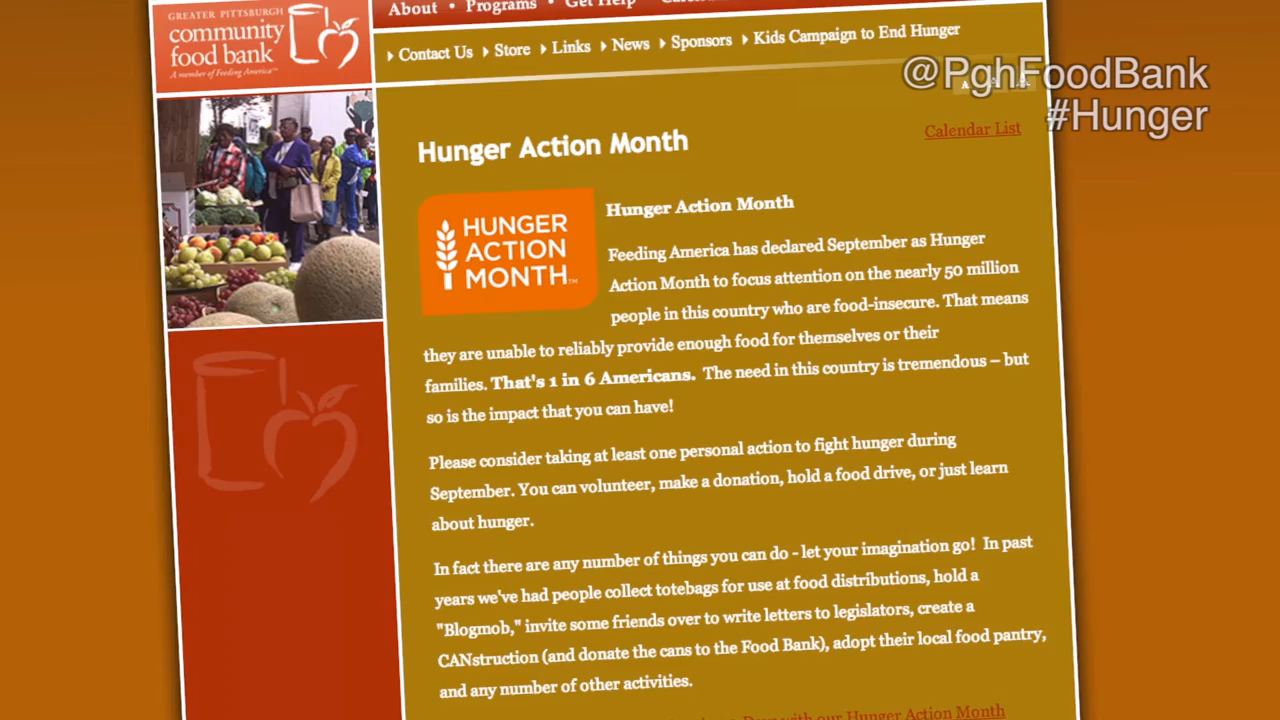 GREATER PITTSBURGH
community
food bank
A member of Feeding America™
About • Programs • Get Help
Contact Us Store Links News Sponsors Kids Campaign to End Hunger
@PghFoodBank
#Hunger
Calendar List
Hunger Action Month
HUNGER
ACTION
MONTH™
Hunger Action Month
Feeding America has declared September as Hunger
Action Month to focus attention on the nearly 50 million
people in this country who are food-insecure. That means
they are unable to reliably provide enough food for themselves or their
families. That's 1 in 6 Americans. The need in this country is tremendous – but
so is the impact that you can have!
Please consider taking at least one personal action to fight hunger during
September. You can volunteer, make a donation, hold a food drive, or just learn
about hunger.
In fact there are any number of things you can do - let your imagination go! In past
years we've had people collect totebags for use at food distributions, hold a
"Blogmob," invite some friends over to write letters to legislators, create a
CANstruction (and donate the cans to the Food Bank), adopt their local food pantry,
and any number of other activities.
with our Hunger Action Month